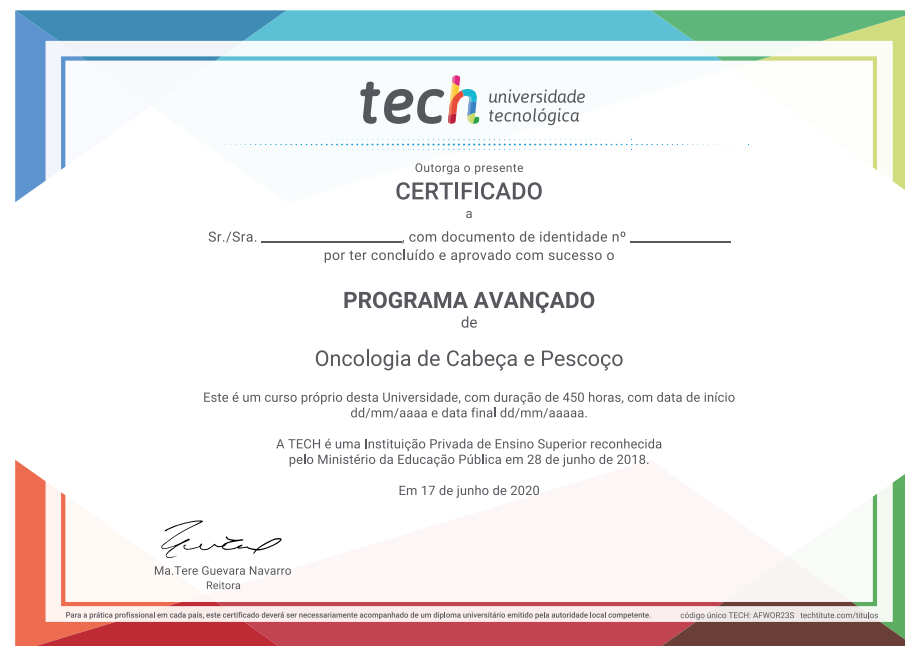 tech universidade
tecnológica
Outorga o presente
CERTIFICADO
a
Sr./Sra. ____________, com documento de identidade nº ____________
por ter concluído e aprovado com sucesso o
PROGRAMA AVANÇADO
de
Oncologia de Cabeça e Pescoço
Este é um curso próprio desta Universidade, com duração de 450 horas, com data de início
dd/mm/aaaa e data final dd/mm/aaaaa.
A TECH é uma Instituição Privada de Ensino Superior reconhecida
pelo Ministério da Educação Pública em 28 de junho de 2018.
Em 17 de junho de 2020
Ma.Tere Guevara Navarro
Reitora
Para a prática profissional em cada país, este certificado deverá ser necessariamente acompanhado de um diploma universitário emitido pela autoridade local competente. código único TECH: AFWOR23S techtitute.com/titulos